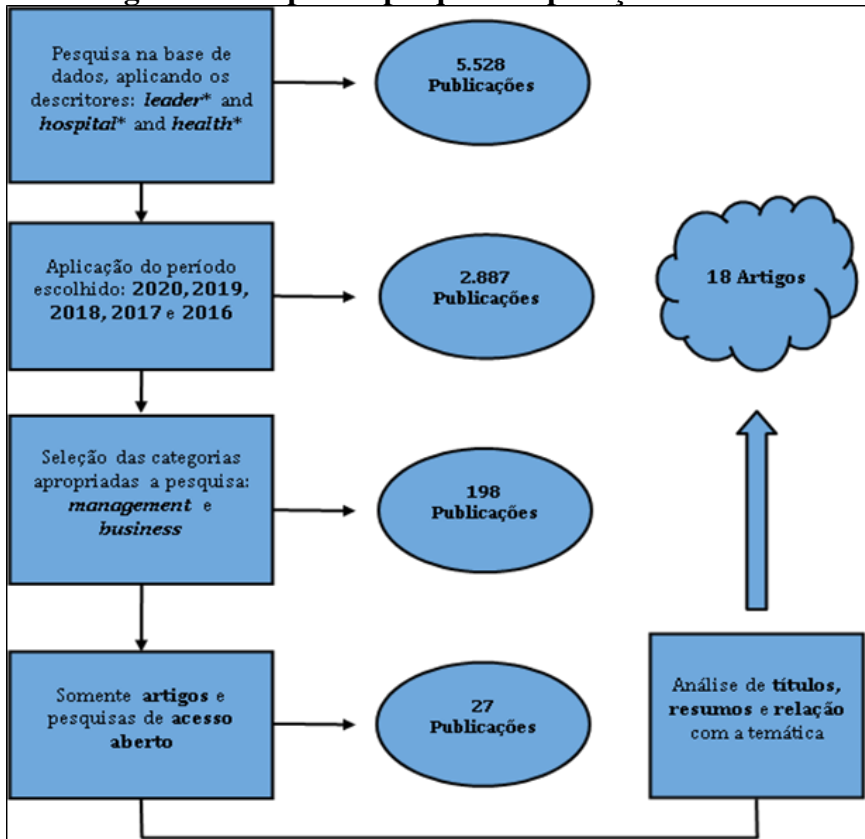 Pesquisa na base de
dados, aplicando os
descritores: leader* and
hospital* and health*
5.528
Publicações
Aplicação do período
escolhido: 2020, 2019,
2018, 2017 e 2016
2.887
Publicações
18 Artigos
Seleção das categorias
apropriadas a pesquisa:
management e
business
198
Publicações
Somente artigos e
pesquisas de acesso
aberto
27
Publicações
Análise de títulos,
resumos e relação
com a temática